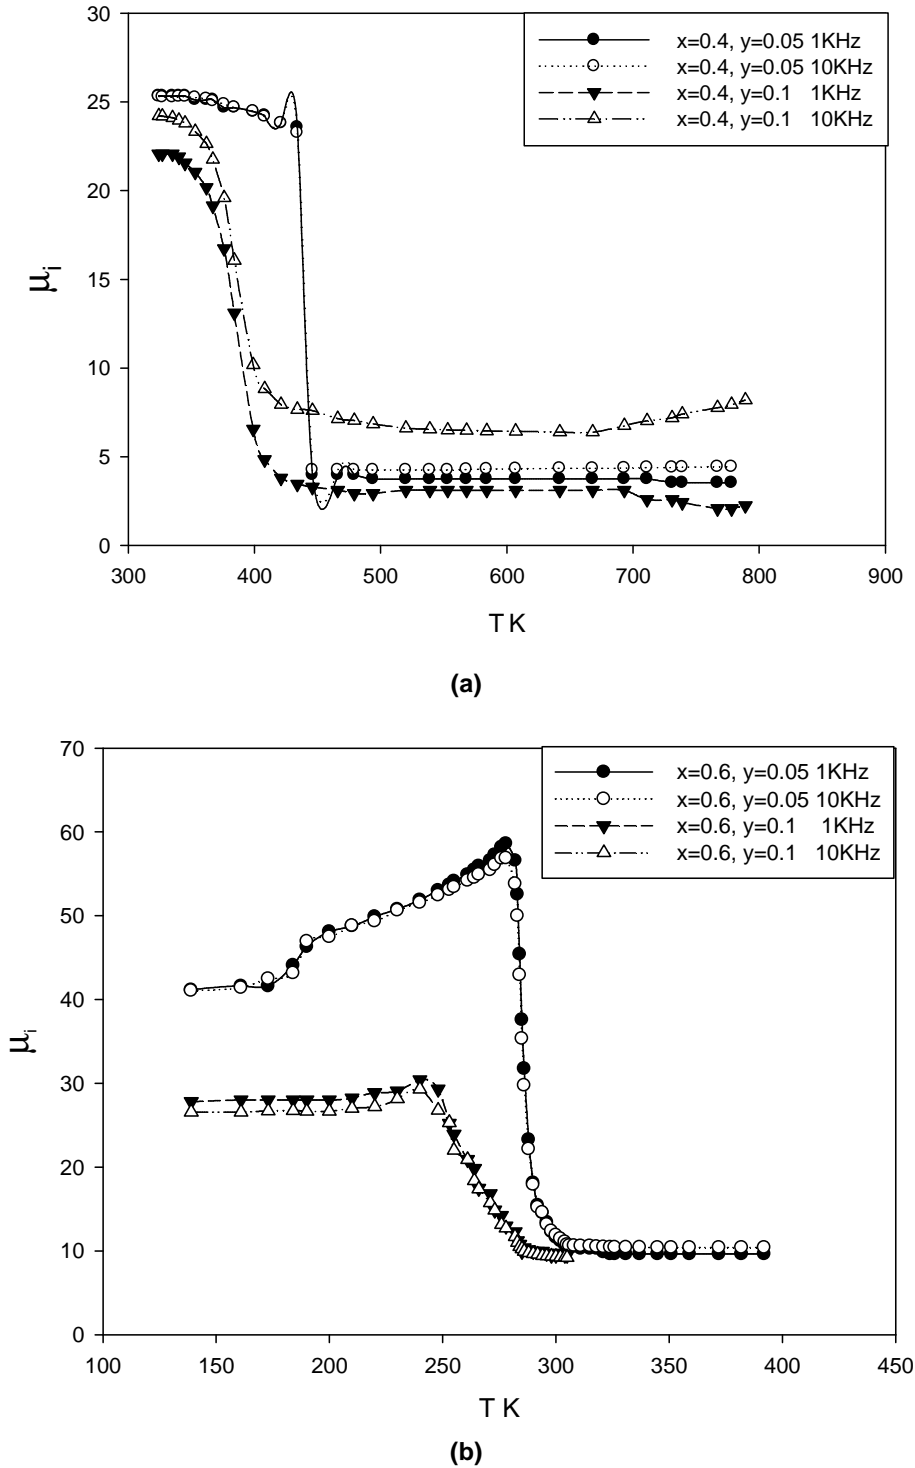 30
25
20
15
10
5
0
μi
x=0.4, y=0.05 1KHz
x=0.4, y=0.05 10KHz
x=0.4, y=0.1 1KHz
x=0.4, y=0.1 10KHz
300 400 500 600 700 800 900
T K
(a)
70
60
50
40
30
20
10
0
μi
x=0.6, y=0.05 1KHz
x=0.6, y=0.05 10KHz
x=0.6, y=0.1 1KHz
x=0.6, y=0.1 10KHz
100 150 200 250 300 350 400 450
T K
(b)